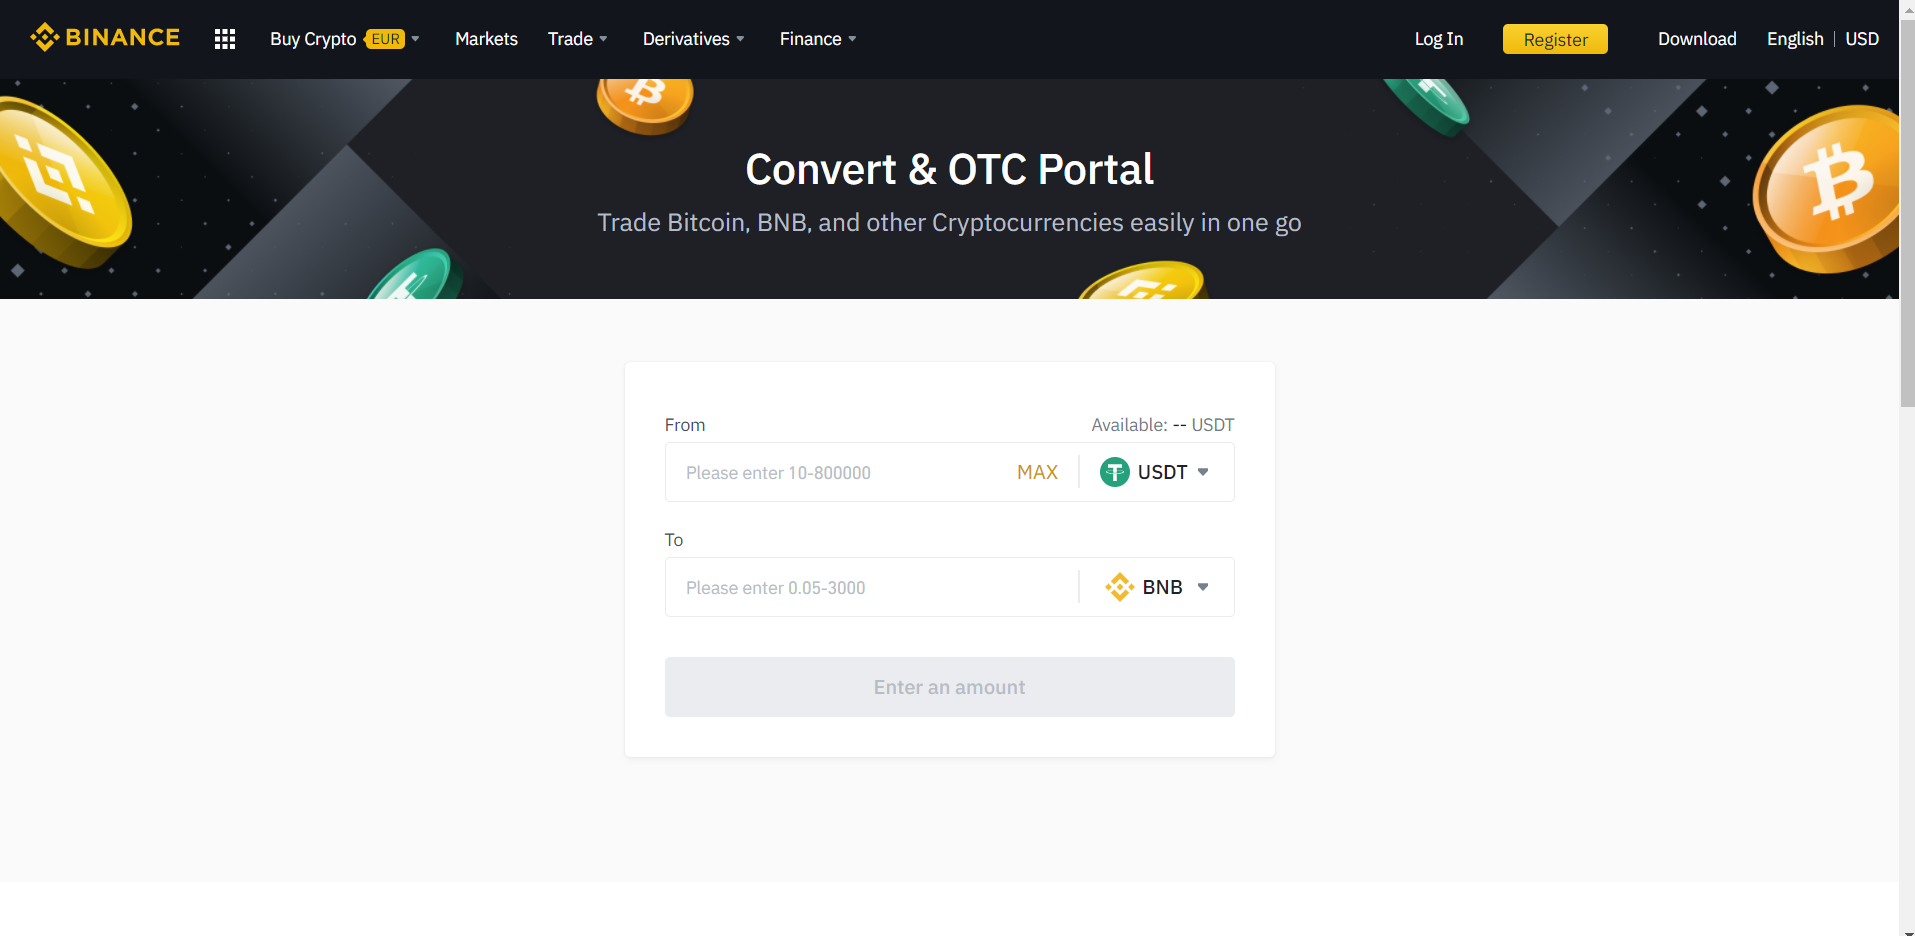 BINANCE Buy Crypto EUR Markets Trade Derivatives Finance Log In Register Download English USD
Convert & OTC Portal
Trade Bitcoin, BNB, and other Cryptocurrencies easily in one go
From Available: -- USDT
Please enter 10-800000 MAX USDT
To
Please enter 0.05-3000 BNB
Enter an amount